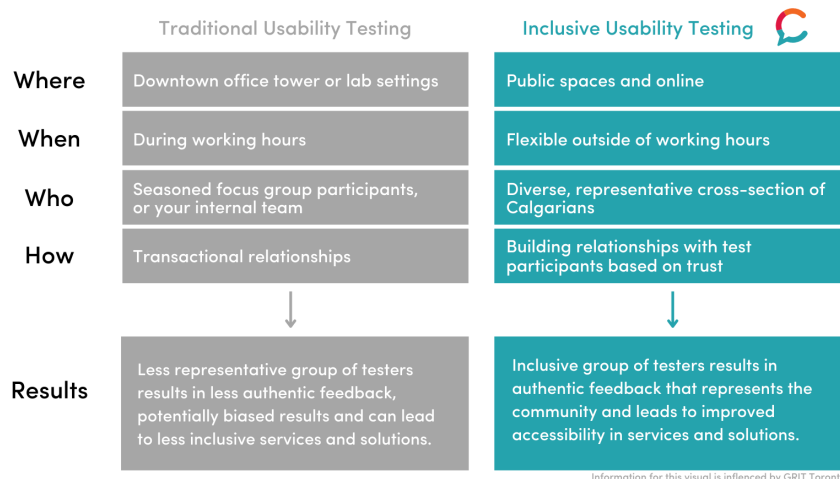 Traditional Usability Testing
Inclusive Usability Testing
Where
Downtown office tower or lab settings
Public spaces and online
When
During working hours
Flexible outside of working hours
Who
Seasoned focus group participants,
or your internal team
Diverse, representative cross-section of
Calgarians
How
Transactional relationships
Building relationships with test
participants based on trust
Results
Less representative group of testers
results in less authentic feedback,
potentially biased results and can lead
to less inclusive services and solutions.
Inclusive group of testers results in
authentic feedback that represents the
community and leads to improved
accessibility in services and solutions.
Information for this visual is inflenced by GRIT Toront